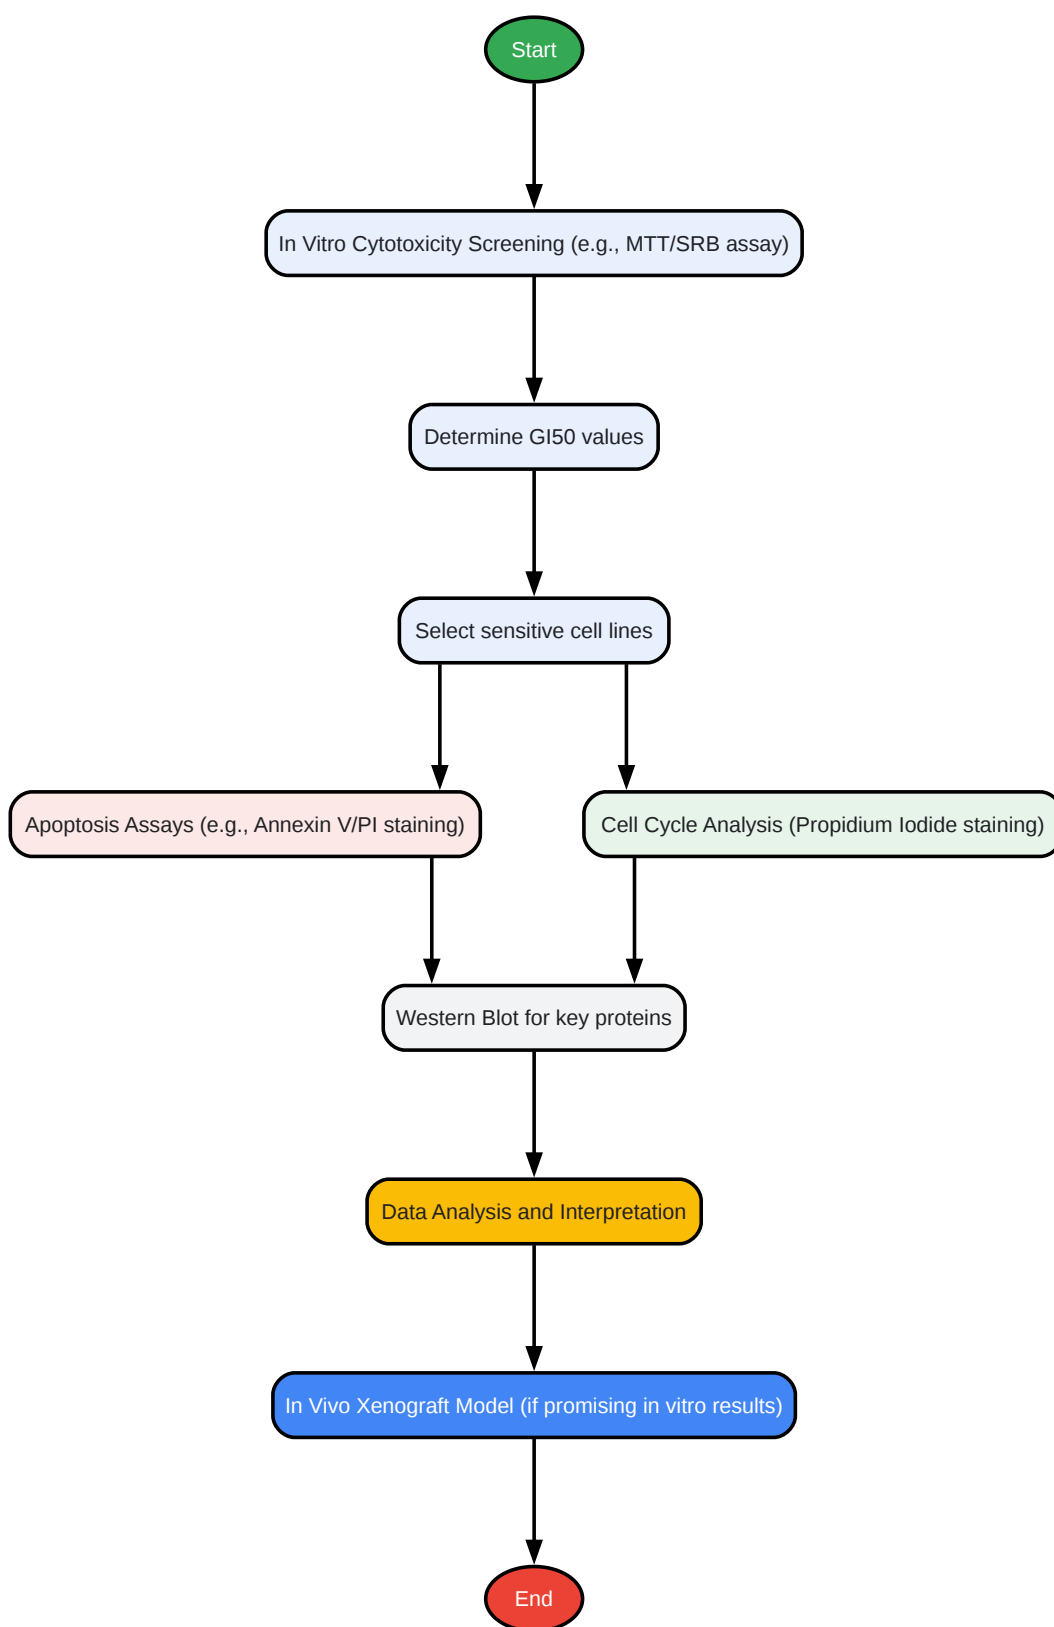 Start
In Vitro Cytotoxicity Screening (e.g., MTT/SRB assay)
Determine GI50 values
Select sensitive cell lines
Apoptosis Assays (e.g., Annexin V/PI staining)
Cell Cycle Analysis (Propidium Iodide staining)
Western Blot for key proteins
Data Analysis and Interpretation
In Vivo Xenograft Model (if promising in vitro results)
End